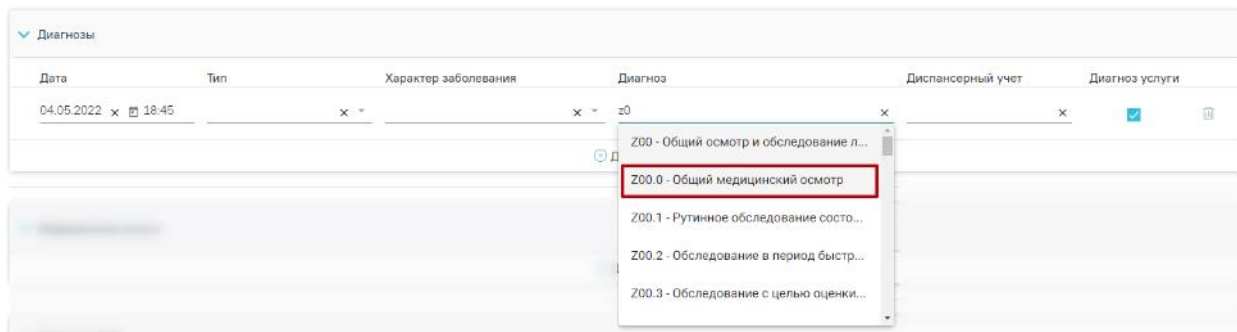 Диагнозы
Дата Тип Характер заболевания Диагноз Диспансерный учет Диагноз услуги
04.05.2022 18:45 z0
Z00 - Общий осмотр и обследование л...
Z00.0 - Общий медицинский осмотр
Z00.1 - Рутинное обследование состо...
Z00.2 - Обследование в период быстр...
Z00.3 - Обследование с целью оценки...